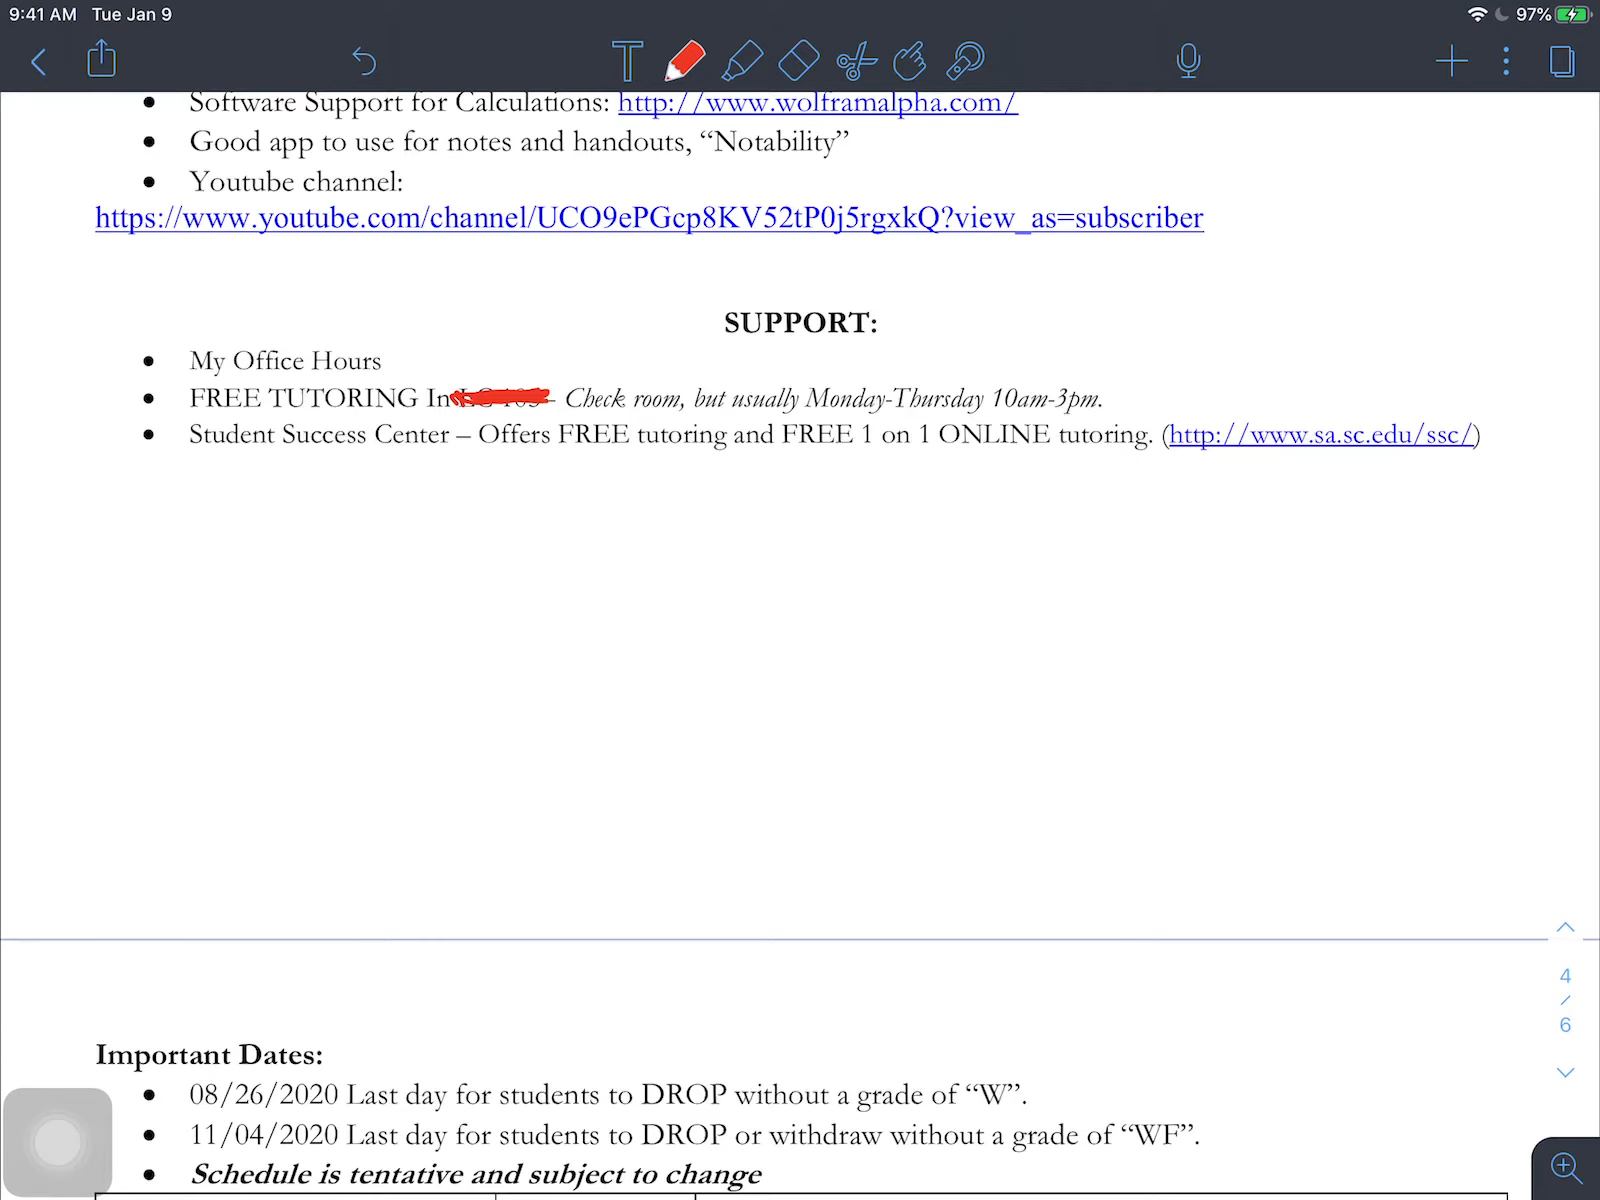 9:41 AM Tue Jan 9 97%
Software Support for Calculations: http://www.wolframalpha.com/
Good app to use for notes and handouts, “Notability”
Youtube channel:
https://www.youtube.com/channel/UCO9ePGcp8KV52tP0j5rgxkQ?view_as=subscriber
SUPPORT:
My Office Hours
FREE TUTORING In – Check room, but usually Monday-Thursday 10am-3pm.
Student Success Center – Offers FREE tutoring and FREE 1 on 1 ONLINE tutoring. (http://www.sa.sc.edu/ssc/)
4
/
6
Important Dates:
08/26/2020 Last day for students to DROP without a grade of “W”.
11/04/2020 Last day for students to DROP or withdraw without a grade of “WF”.
Schedule is tentative and subject to change